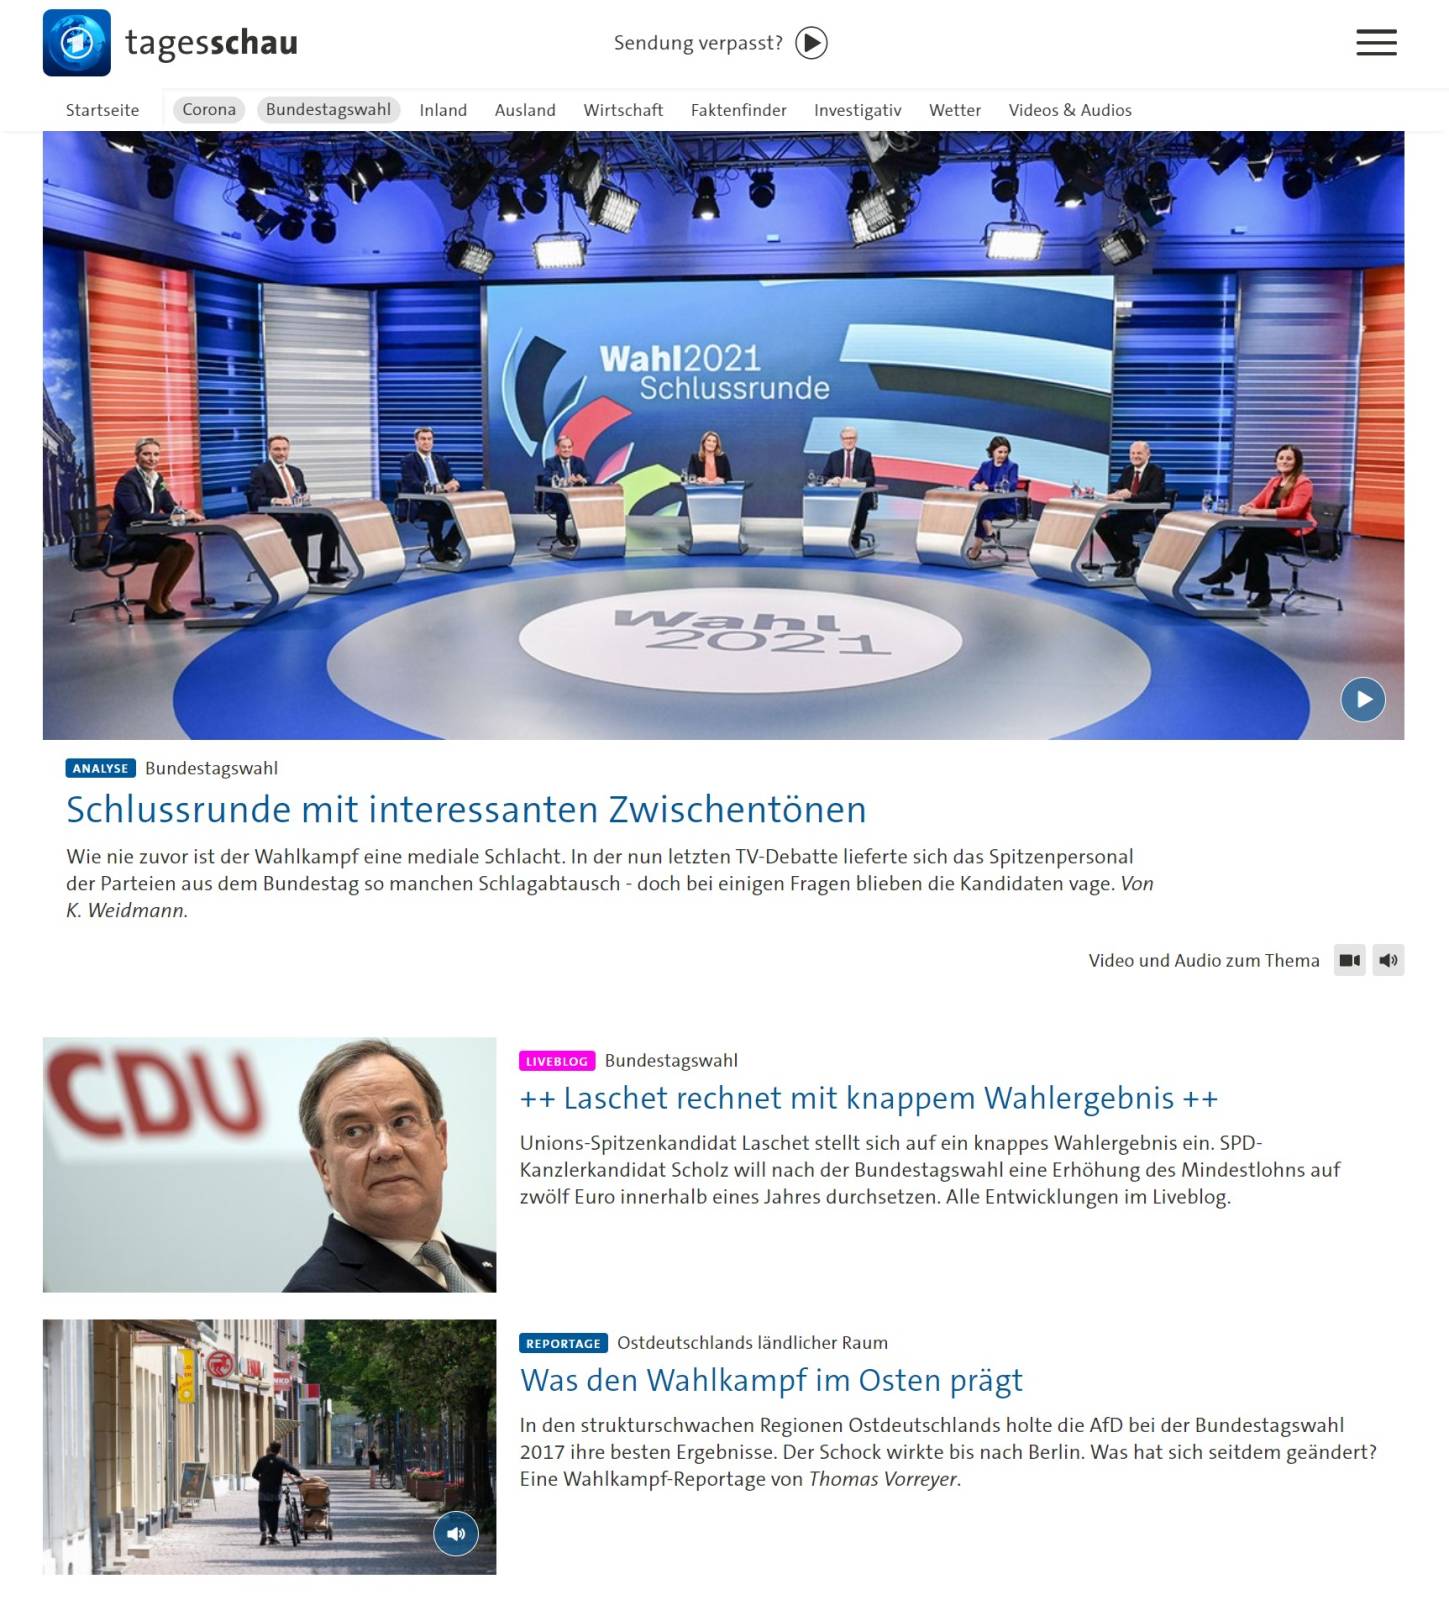 tagesschau
Sendung verpasst?
Startseite Corona Bundestagswahl Inland Ausland Wirtschaft Faktenfinder Investigativ Wetter Videos & Audios
Wahl2021
Schlussrunde
Wahl
2021
ANALYSE Bundestagswahl
Schlussrunde mit interessanten Zwischentönen
Wie nie zuvor ist der Wahlkampf eine mediale Schlacht. In der nun letzten TV-Debatte lieferte sich das Spitzenpersonal
der Parteien aus dem Bundestag so manchen Schlagabtausch - doch bei einigen Fragen blieben die Kandidaten vage. Von
K. Weidmann.
Video und Audio zum Thema
CDU
LIVEBLOG Bundestagswahl
++ Laschet rechnet mit knappem Wahlergebnis ++
Unions-Spitzenkandidat Laschet stellt sich auf ein knappes Wahlergebnis ein. SPD-
Kanzlerkandidat Scholz will nach der Bundestagswahl eine Erhöhung des Mindestlohns auf
zwölf Euro innerhalb eines Jahres durchsetzen. Alle Entwicklungen im Liveblog.
REPORTAGE Ostdeutschlands ländlicher Raum
Was den Wahlkampf im Osten prägt
In den strukturschwachen Regionen Ostdeutschlands holte die AfD bei der Bundestagswahl
2017 ihre besten Ergebnisse. Der Schock wirkte bis nach Berlin. Was hat sich seitdem geändert?
Eine Wahlkampf-Reportage von Thomas Vorreyer.